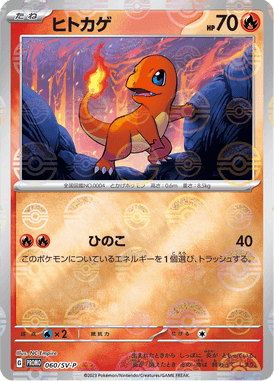 たね
ヒトカゲ
HP70
全国図鑑NO.0004 とかげポケモン 高さ：0.6m 重さ：8.5kg
ひのこ 40
このポケモンについているエネルギーを1個選び、トラッシュする。
弱点 ×2 抵抗力 にげる
Illus. NC Empire
G PROMO 060/SV-P
©2023 Pokémon/Nintendo/Creatures/GAME FREAK.